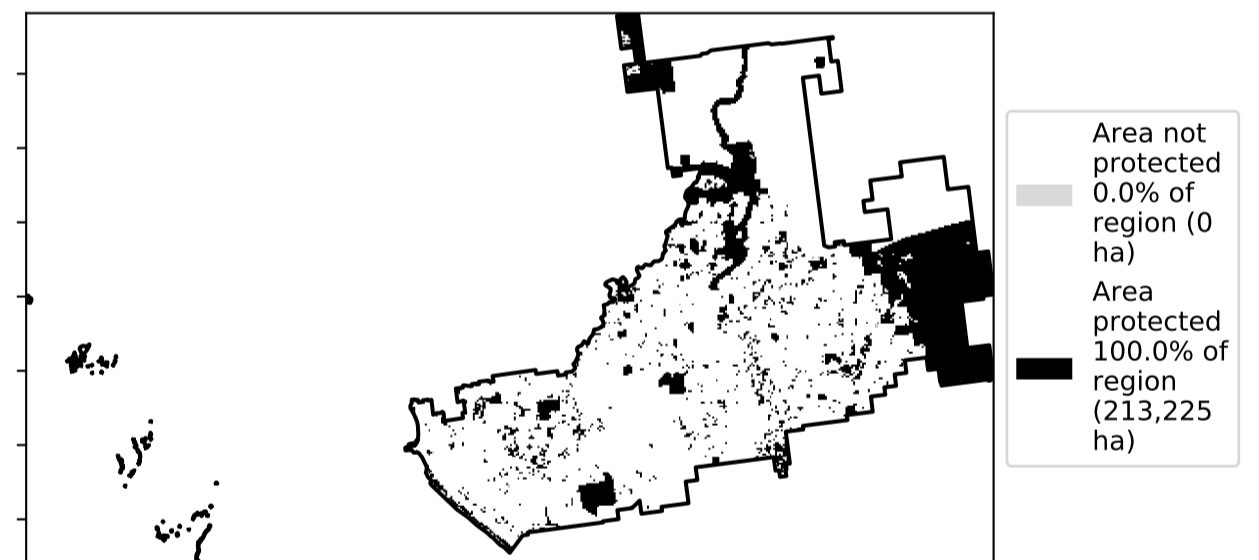 Area not
protected
0.0% of
region (0
ha)
Area
protected
100.0% of
region
(213,225
ha)